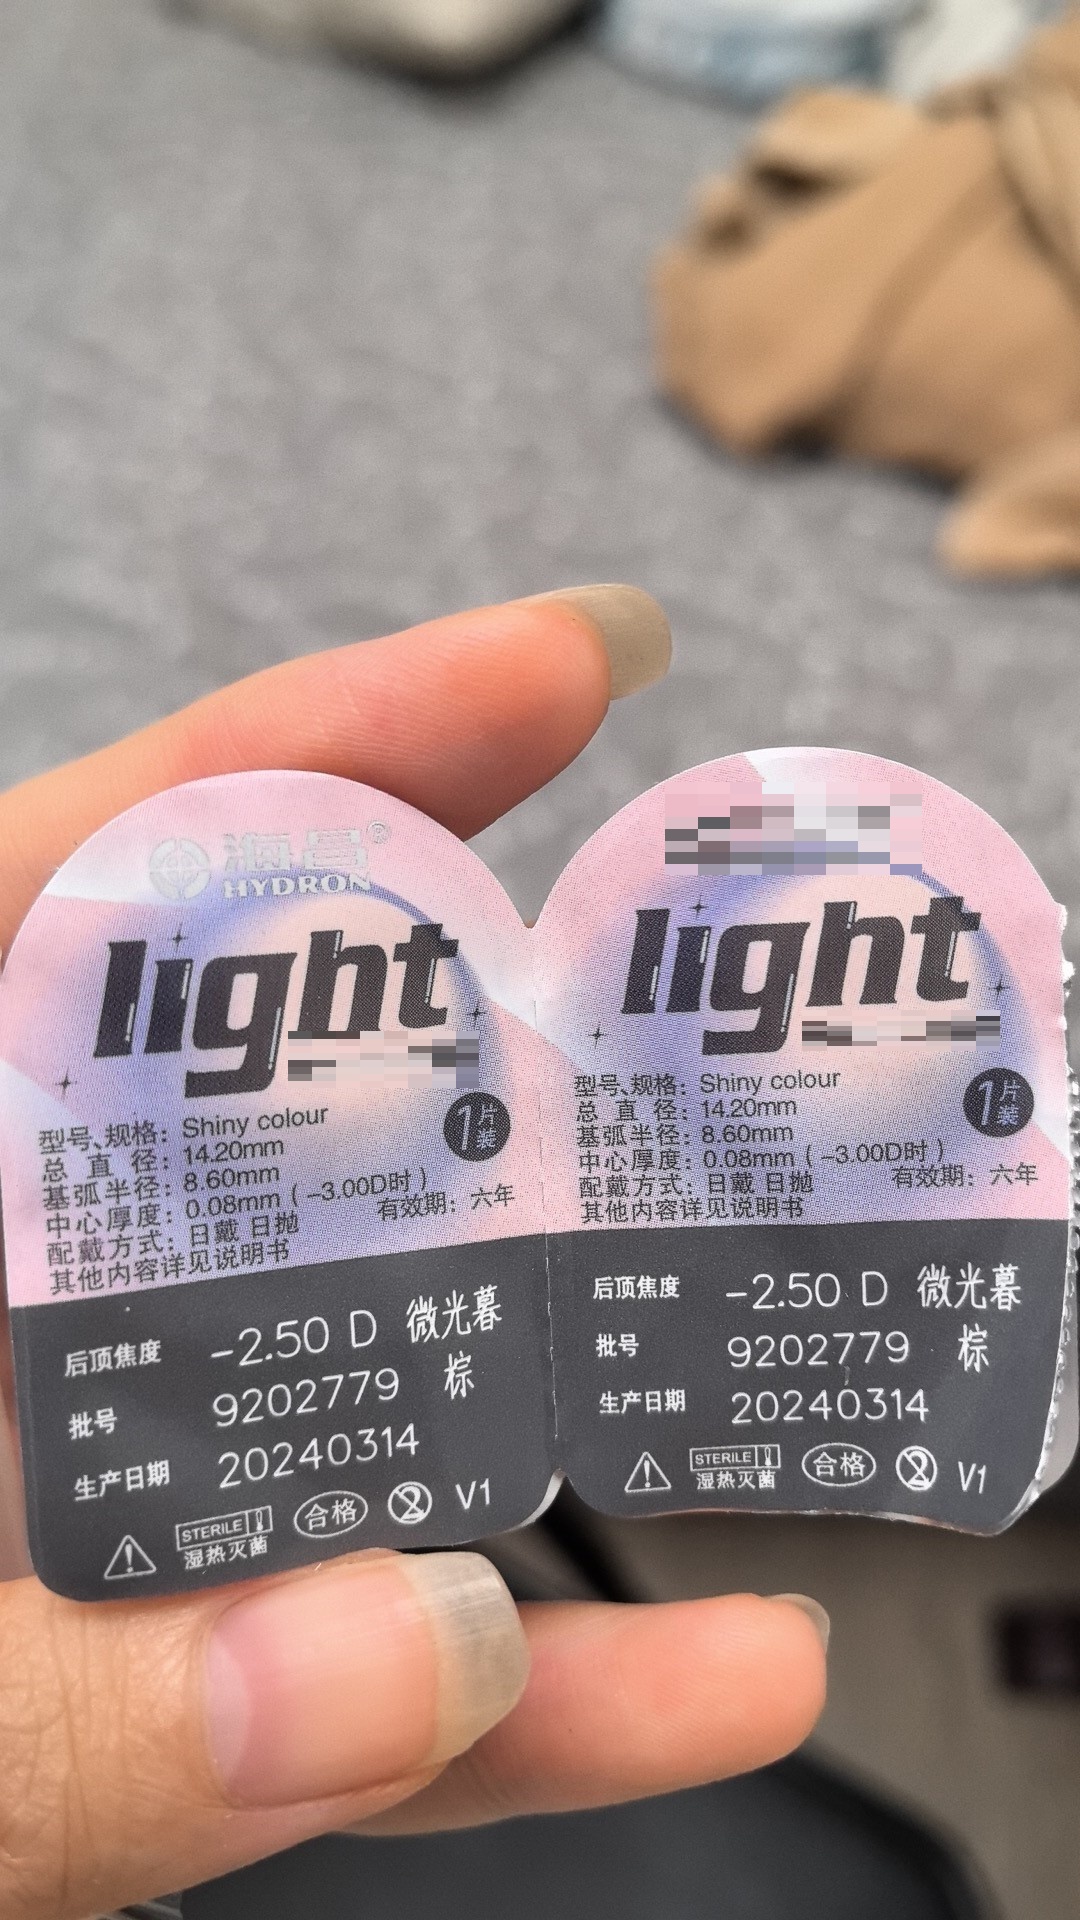 海昌®
HYDRON
light
1片装
型号、规格：Shiny colour
总直径：14.20mm
基弧半径：8.60mm
中心厚度：0.08mm（-3.00D时）
配戴方式：日戴 日抛
有效期：六年
其他内容详见说明书
后顶焦度 -2.50 D 微光暮
批号 9202779 棕
生产日期 20240314
STERILE
湿热灭菌
合格
2
V1
light
1片装
型号、规格：Shiny colour
总直径：14.20mm
基弧半径：8.60mm
中心厚度：0.08mm（-3.00D时）
配戴方式：日戴 日抛
有效期：六年
其他内容详见说明书
后顶焦度 -2.50 D 微光暮
批号 9202779 棕
生产日期 20240314
STERILE
湿热灭菌
合格
2
V1